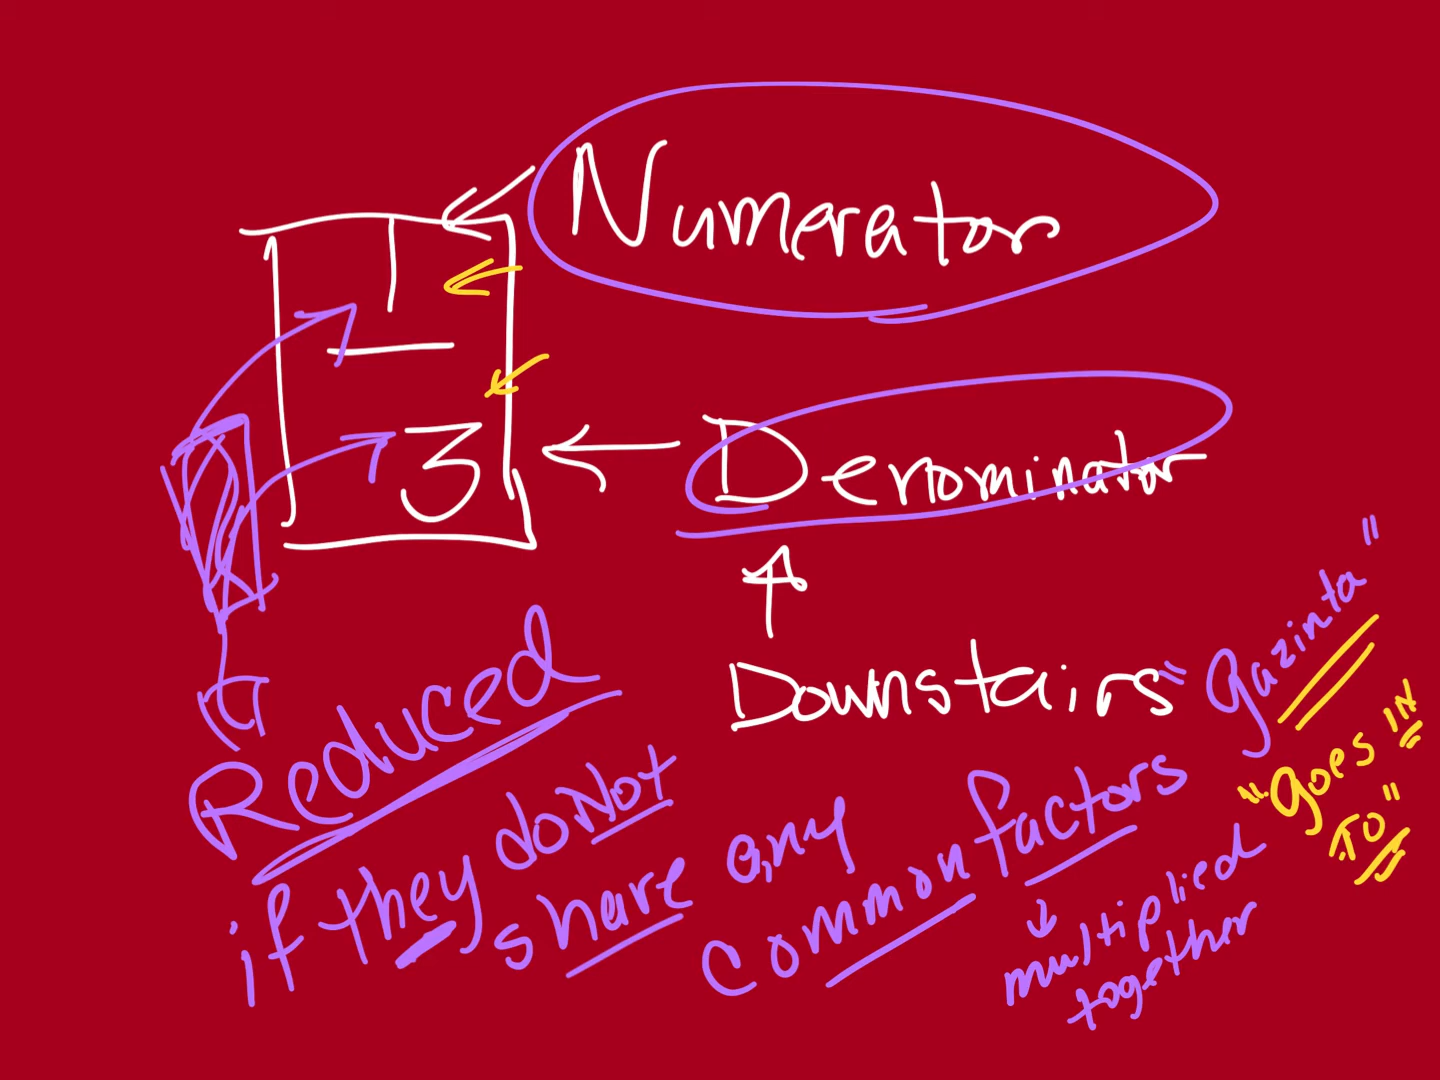 Numerator
1
3
Denominator
Downstairs
"gazinta"
"goes IN
TO"
Reduced
if they do Not
share any
common factors
multiplied
together